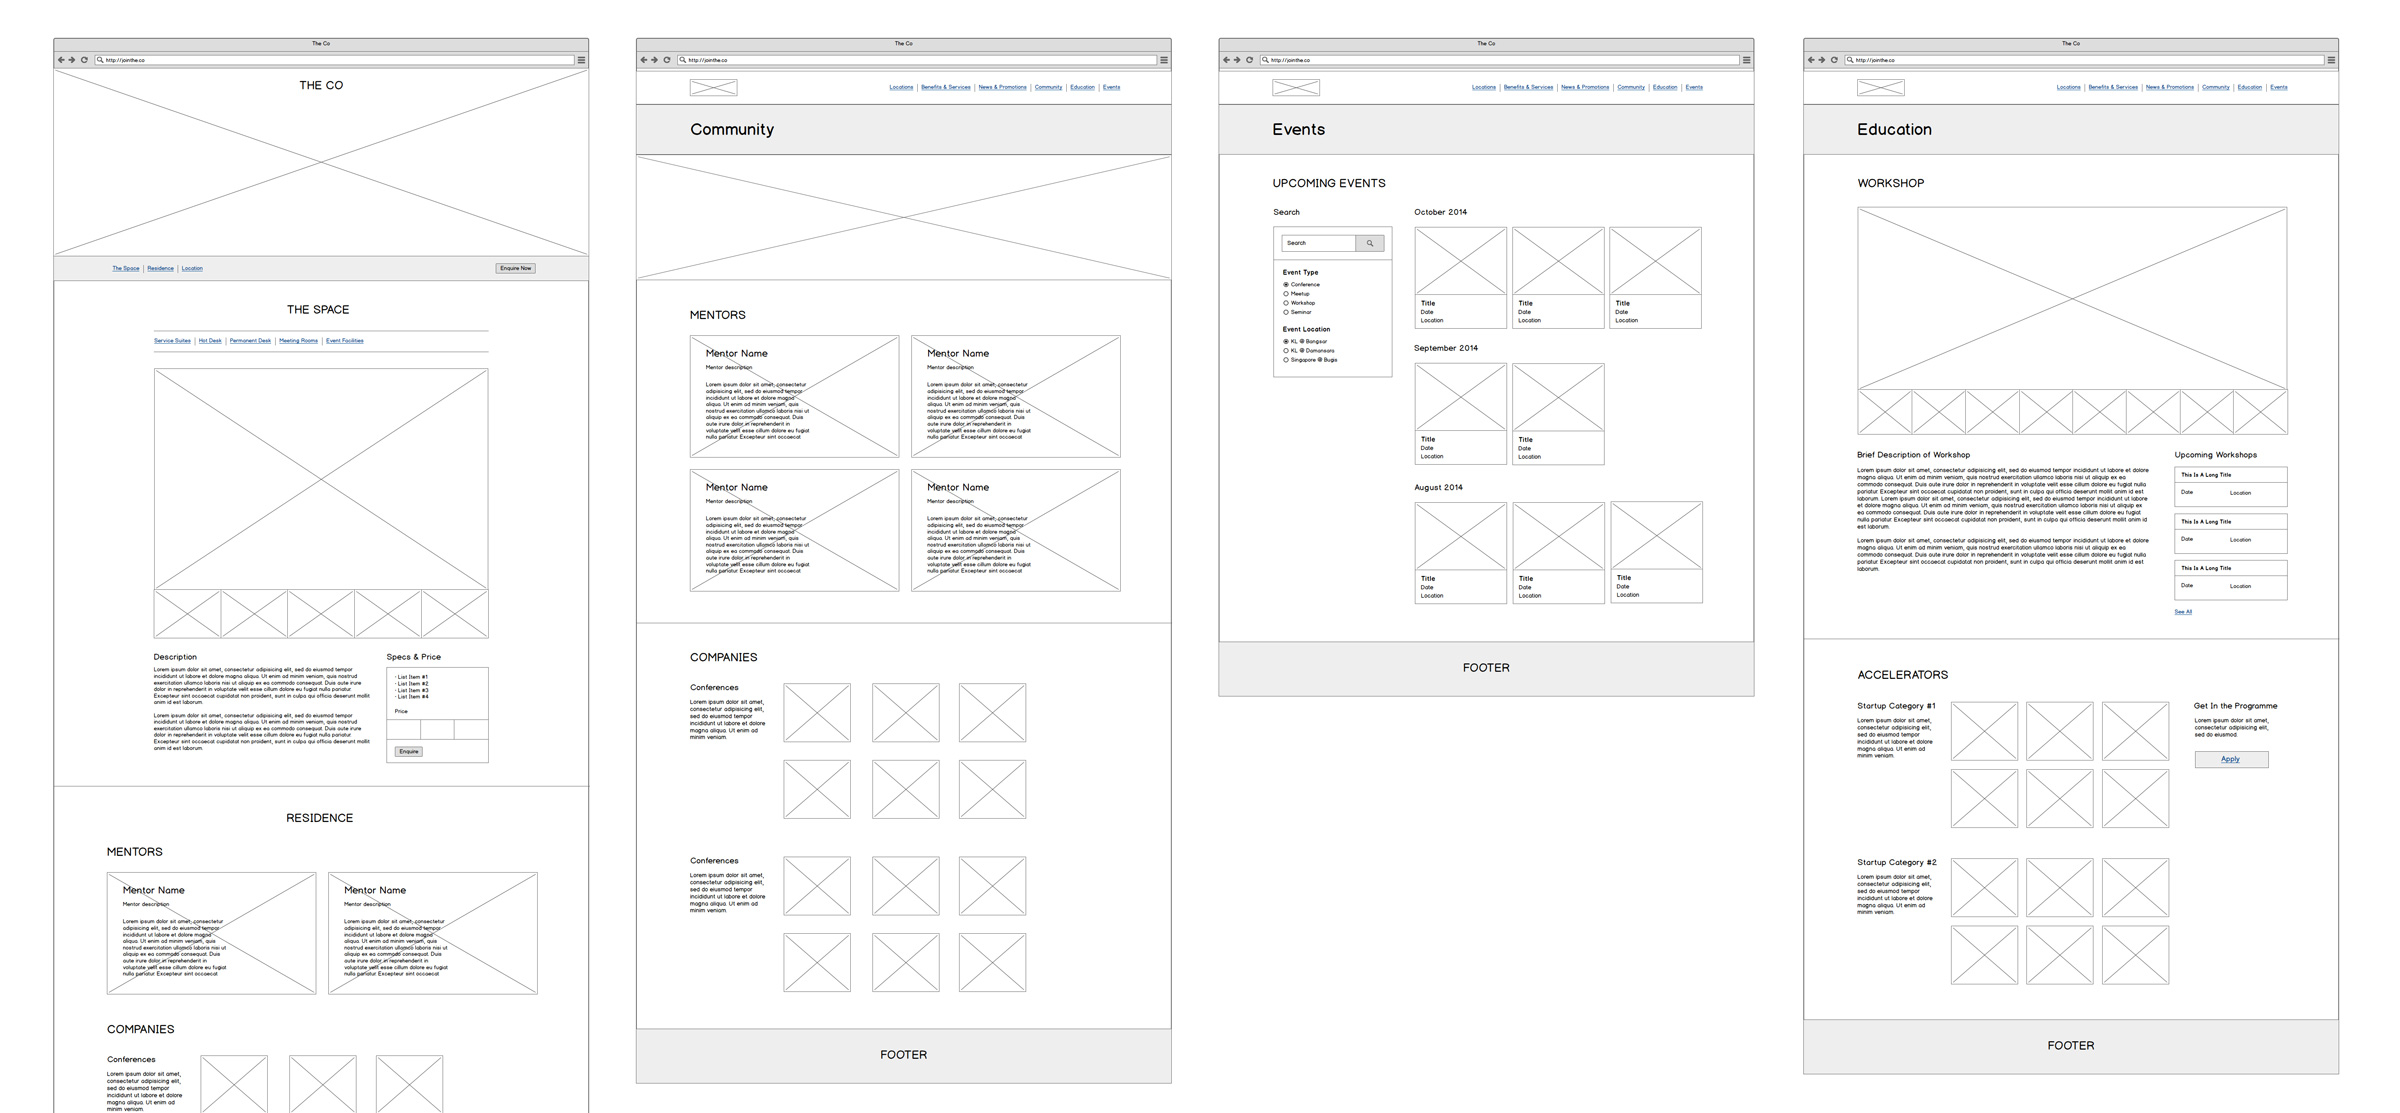 The Co
http://jointhe.co
THE CO
The Space | Residence | Location
Enquire Now
THE SPACE
Service Suites | Hot Desk | Permanent Desk | Meeting Rooms | Event Facilities
Description
Lorem ipsum dolor sit amet, consectetur adipisicing elit, sed do eiusmod tempor
incididunt ut labore et dolore magna aliqua. Ut enim ad minim veniam, quis nostrud
exercitation ullamco laboris nisi ut aliquip ex ea commodo consequat. Duis aute irure
dolor in reprehenderit in voluptate velit esse cillum dolore eu fugiat nulla pariatur.
Excepteur sint occaecat cupidatat non proident, sunt in culpa qui officia deserunt mollit
anim id est laborum.
Lorem ipsum dolor sit amet, consectetur adipisicing elit, sed do eiusmod tempor
incididunt ut labore et dolore magna aliqua. Ut enim ad minim veniam, quis nostrud
exercitation ullamco laboris nisi ut aliquip ex ea commodo consequat. Duis aute irure
dolor in reprehenderit in voluptate velit esse cillum dolore eu fugiat nulla pariatur.
Excepteur sint occaecat cupidatat non proident, sunt in culpa qui officia deserunt mollit
anim id est laborum.
Specs & Price
- List Item #1
- List Item #2
- List Item #3
- List Item #4
Price
Enquire
RESIDENCE
MENTORS
Mentor Name
Mentor description
Lorem ipsum dolor sit amet, consectetur
adipisicing elit, sed do eiusmod tempor
incididunt ut labore et dolore magna
aliqua. Ut enim ad minim veniam, quis
nostrud exercitation ullamco laboris nisi ut
aliquip ex ea commodo consequat. Duis
aute irure dolor in reprehenderit in
voluptate velit esse cillum dolore eu fugiat
nulla pariatur. Excepteur sint occaecat
Mentor Name
Mentor description
Lorem ipsum dolor sit amet, consectetur
adipisicing elit, sed do eiusmod tempor
incididunt ut labore et dolore magna
aliqua. Ut enim ad minim veniam, quis
nostrud exercitation ullamco laboris nisi ut
aliquip ex ea commodo consequat. Duis
aute irure dolor in reprehenderit in
voluptate velit esse cillum dolore eu fugiat
nulla pariatur. Excepteur sint occaecat
COMPANIES
Conferences
Lorem ipsum dolor sit amet,
consectetur adipisicing elit,
sed do eiusmod tempor
incididunt ut labore et dolore
magna aliqua. Ut enim ad
minim veniam.
The Co
http://jointhe.co
Locations | Benefits & Services | News & Promotions | Community | Education | Events
Community
MENTORS
Mentor Name
Mentor description
Lorem ipsum dolor sit amet, consectetur
adipisicing elit, sed do eiusmod tempor
incididunt ut labore et dolore magna
aliqua. Ut enim ad minim veniam, quis
nostrud exercitation ullamco laboris nisi ut
aliquip ex ea commodo consequat. Duis
aute irure dolor in reprehenderit in
voluptate velit esse cillum dolore eu fugiat
nulla pariatur. Excepteur sint occaecat
Mentor Name
Mentor description
Lorem ipsum dolor sit amet, consectetur
adipisicing elit, sed do eiusmod tempor
incididunt ut labore et dolore magna
aliqua. Ut enim ad minim veniam, quis
nostrud exercitation ullamco laboris nisi ut
aliquip ex ea commodo consequat. Duis
aute irure dolor in reprehenderit in
voluptate velit esse cillum dolore eu fugiat
nulla pariatur. Excepteur sint occaecat
Mentor Name
Mentor description
Lorem ipsum dolor sit amet, consectetur
adipisicing elit, sed do eiusmod tempor
incididunt ut labore et dolore magna
aliqua. Ut enim ad minim veniam, quis
nostrud exercitation ullamco laboris nisi ut
aliquip ex ea commodo consequat. Duis
aute irure dolor in reprehenderit in
voluptate velit esse cillum dolore eu fugiat
nulla pariatur. Excepteur sint occaecat
Mentor Name
Mentor description
Lorem ipsum dolor sit amet, consectetur
adipisicing elit, sed do eiusmod tempor
incididunt ut labore et dolore magna
aliqua. Ut enim ad minim veniam, quis
nostrud exercitation ullamco laboris nisi ut
aliquip ex ea commodo consequat. Duis
aute irure dolor in reprehenderit in
voluptate velit esse cillum dolore eu fugiat
nulla pariatur. Excepteur sint occaecat
COMPANIES
Conferences
Lorem ipsum dolor sit amet,
consectetur adipisicing elit,
sed do eiusmod tempor
incididunt ut labore et dolore
magna aliqua. Ut enim ad
minim veniam.
Conferences
Lorem ipsum dolor sit amet,
consectetur adipisicing elit,
sed do eiusmod tempor
incididunt ut labore et dolore
magna aliqua. Ut enim ad
minim veniam.
FOOTER
The Co
http://jointhe.co
Locations | Benefits & Services | News & Promotions | Community | Education | Events
Events
UPCOMING EVENTS
Search
Search
Event Type
Conference
Meetup
Workshop
Seminar
Event Location
KL @ Bangsar
KL @ Damansara
Singapore @ Bugis
October 2014
Title
Date
Location
Title
Date
Location
Title
Date
Location
September 2014
Title
Date
Location
Title
Date
Location
August 2014
Title
Date
Location
Title
Date
Location
Title
Date
Location
FOOTER
The Co
http://jointhe.co
Locations | Benefits & Services | News & Promotions | Community | Education | Events
Education
WORKSHOP
Brief Description of Workshop
Lorem ipsum dolor sit amet, consectetur adipisicing elit, sed do eiusmod tempor incididunt ut labore et dolore
magna aliqua. Ut enim ad minim veniam, quis nostrud exercitation ullamco laboris nisi ut aliquip ex ea
commodo consequat. Duis aute irure dolor in reprehenderit in voluptate velit esse cillum dolore eu fugiat nulla
pariatur. Excepteur sint occaecat cupidatat non proident, sunt in culpa qui officia deserunt mollit anim id est
laborum. Lorem ipsum dolor sit amet, consectetur adipisicing elit, sed do eiusmod tempor incididunt ut labore
et dolore magna aliqua. Ut enim ad minim veniam, quis nostrud exercitation ullamco laboris nisi ut aliquip ex
ea commodo consequat. Duis aute irure dolor in reprehenderit in voluptate velit esse cillum dolore eu fugiat
nulla pariatur. Excepteur sint occaecat cupidatat non proident, sunt in culpa qui officia deserunt mollit anim id
est laborum.
Lorem ipsum dolor sit amet, consectetur adipisicing elit, sed do eiusmod tempor incididunt ut labore et dolore
magna aliqua. Ut enim ad minim veniam, quis nostrud exercitation ullamco laboris nisi ut aliquip ex ea
commodo consequat. Duis aute irure dolor in reprehenderit in voluptate velit esse cillum dolore eu fugiat nulla
pariatur. Excepteur sint occaecat cupidatat non proident, sunt in culpa qui officia deserunt mollit anim id est
laborum.
Upcoming Workshops
This Is A Long Title
Date Location
This Is A Long Title
Date Location
This Is A Long Title
Date Location
See All
ACCELERATORS
Startup Category #1
Lorem ipsum dolor sit amet,
consectetur adipisicing elit,
sed do eiusmod tempor
incididunt ut labore et dolore
magna aliqua. Ut enim ad
minim veniam.
Get In the Programme
Lorem ipsum dolor sit amet,
consectetur adipisicing elit,
sed do eiusmod.
Apply
Startup Category #2
Lorem ipsum dolor sit amet,
consectetur adipisicing elit,
sed do eiusmod tempor
incididunt ut labore et dolore
magna aliqua. Ut enim ad
minim veniam.
FOOTER